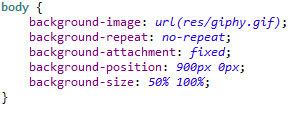 body {
    background-image: url(res/giphy.gif);
    background-repeat: no-repeat;
    background-attachment: fixed;
    background-position: 900px 0px;
    background-size: 50% 100%;
}